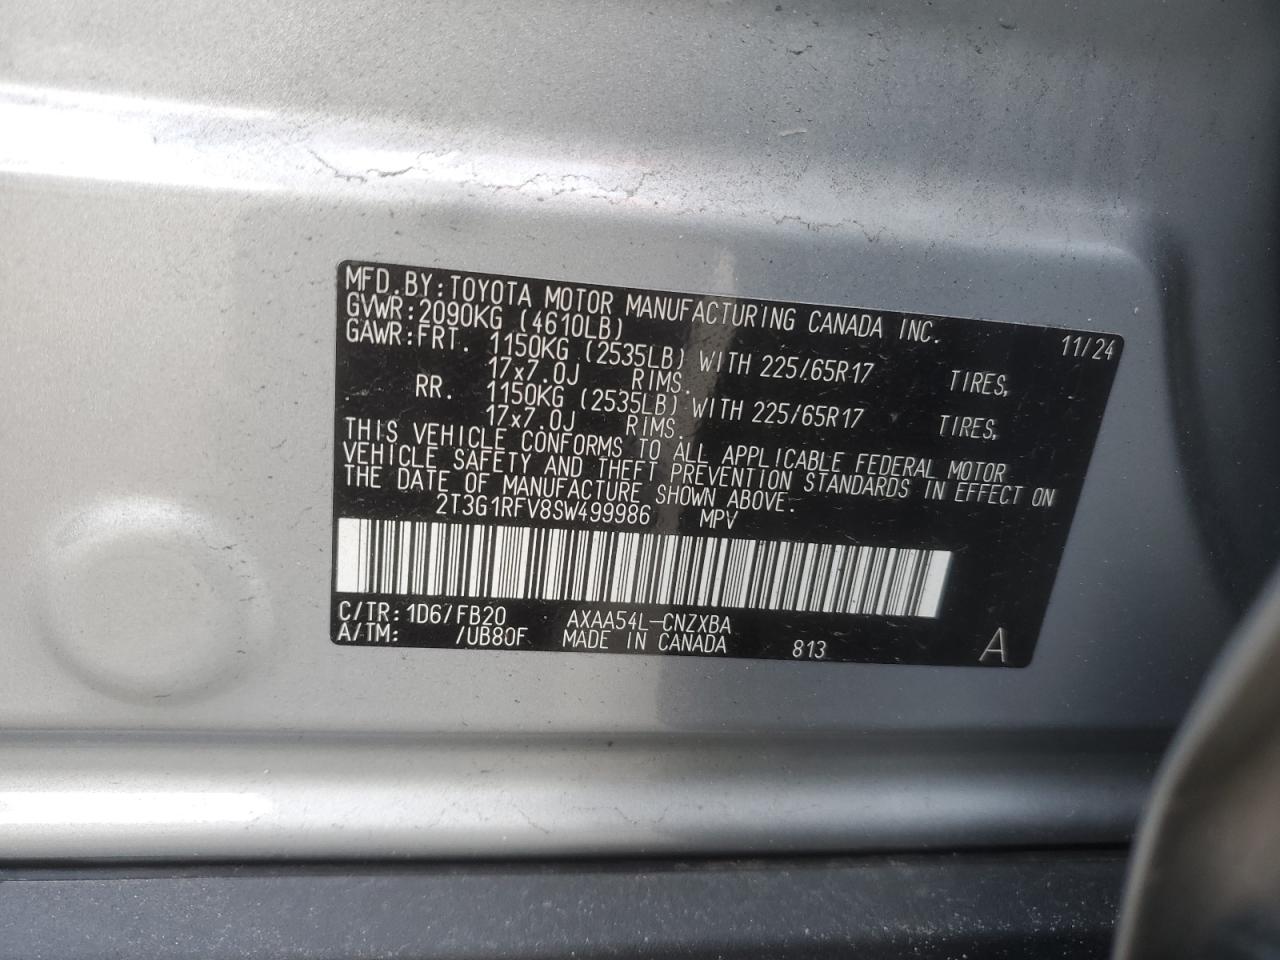 MFD.BY:TOYOTA MOTOR MANUFACTURING CANADA INC. 11/24
GVWR:2090KG (4610LB)
GAWR:FRT. 1150KG (2535LB) WITH 225/65R17 TIRES,
17x7.0J RIMS.
RR. 1150KG (2535LB) WITH 225/65R17 TIRES,
17x7.0J RIMS.
THIS VEHICLE CONFORMS TO ALL APPLICABLE FEDERAL MOTOR
VEHICLE SAFETY AND THEFT PREVENTION STANDARDS IN EFFECT ON
THE DATE OF MANUFACTURE SHOWN ABOVE.
2T3G1RFV8SW499986 MPV
C/TR:1D6/FB20 AXAA54L-CNZXBA
A/TM: /UB80F MADE IN CANADA 813 A